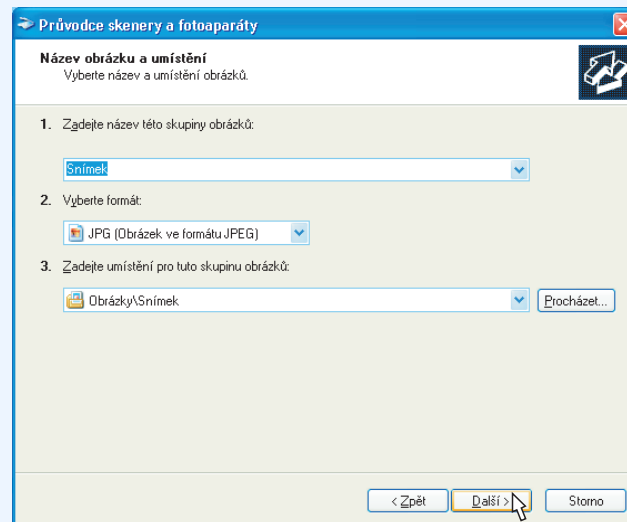 Průvodce skenery a fotoaparáty
Název obrázku a umístění
Vyberte název a umístění obrázků.
1. Zadejte název této skupiny obrázků:
Snímek
2. Vyberte formát:
JPG (Obrázek ve formátu JPEG)
3. Zadejte umístění pro tuto skupinu obrázků:
Obrázky\Snímek
Procházet...
< Zpět
Další >
Storno